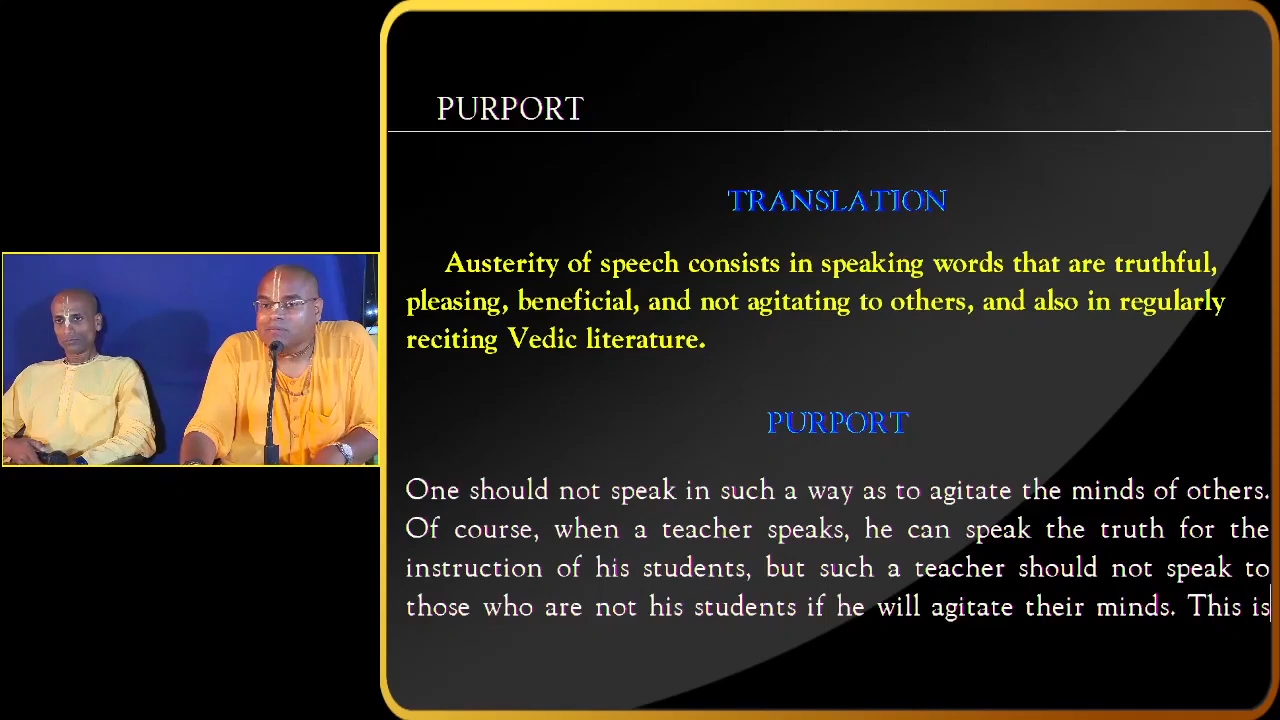 PURPORT
TRANSLATION
Austerity of speech consists in speaking words that are truthful,
pleasing, beneficial, and not agitating to others, and also in regularly
reciting Vedic literature.
PURPORT
One should not speak in such a way as to agitate the minds of others.
Of course, when a teacher speaks, he can speak the truth for the
instruction of his students, but such a teacher should not speak to
those who are not his students if he will agitate their minds. This is